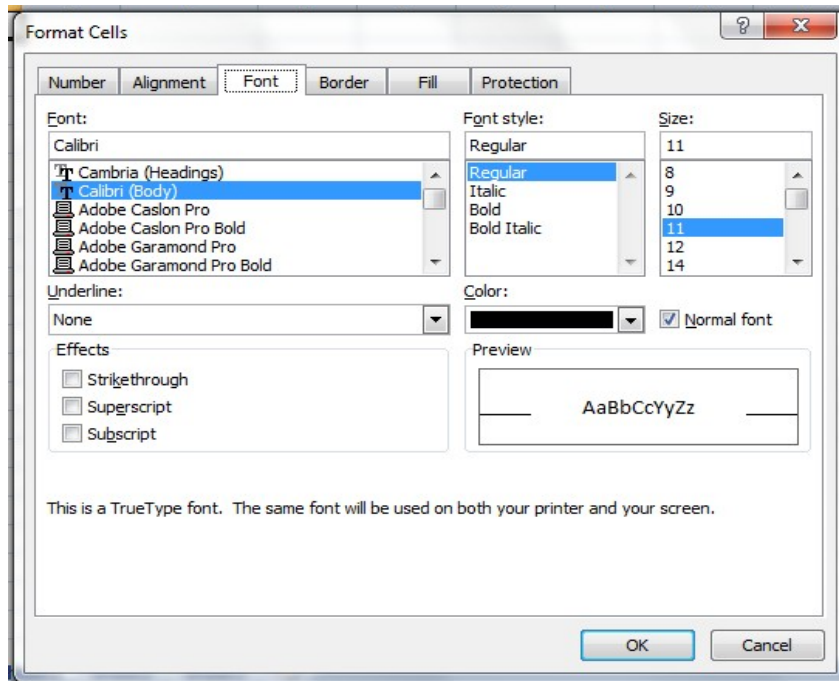 Format Cells
Number Alignment Font Border Fill Protection
Font: Font style: Size:
Calibri Regular 11
Cambria (Headings) Regular 8
Calibri (Body) Italic 9
Adobe Caslon Pro Bold 10
Adobe Caslon Pro Bold Bold Italic 11
Adobe Garamond Pro 12
Adobe Garamond Pro Bold 14
Underline: Color:
None Normal font
Effects Preview
Strikethrough
Superscript AaBbCcYyZz
Subscript
This is a TrueType font. The same font will be used on both your printer and your screen.
OK Cancel